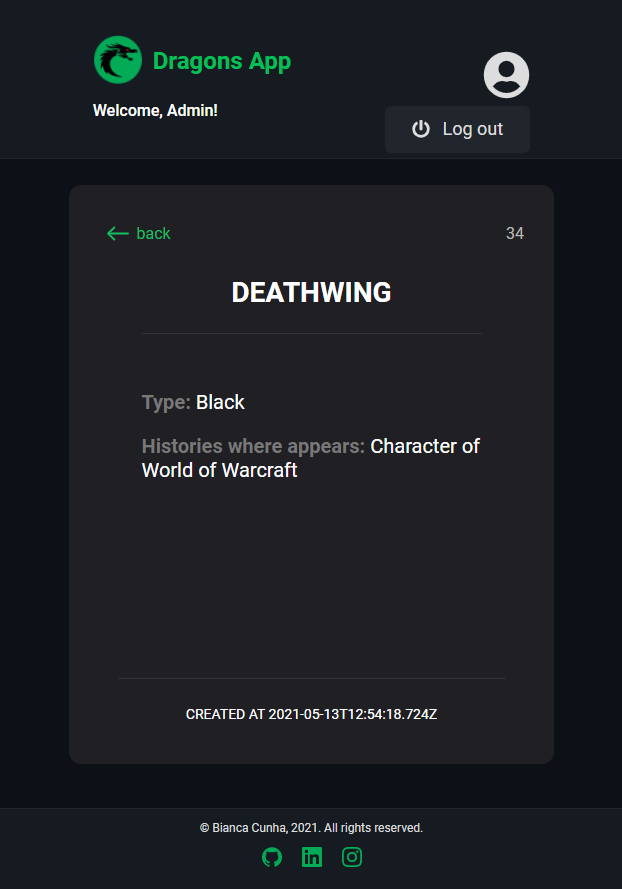 Dragons App
Welcome, Admin!
Log out
back
34
DEATHWING
Type: Black
Histories where appears: Character of
World of Warcraft
CREATED AT 2021-05-13T12:54:18.724Z
© Bianca Cunha, 2021. All rights reserved.